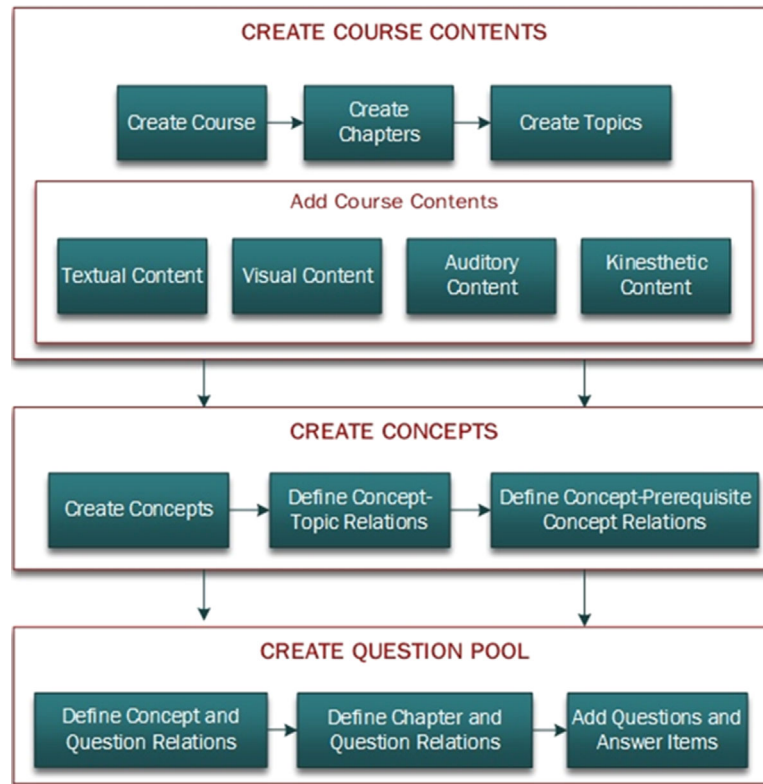 CREATE COURSE CONTENTS
Create Course
Create
Chapters
Create Topics
Add Course Contents
Textual Content
Visual Content
Auditory
Content
Kinesthetic
Content
CREATE CONCEPTS
Create Concepts
Define Concept-
Topic Relations
Define Concept-Prerequisite
Concept Relations
CREATE QUESTION POOL
Define Concept and
Question Relations
Define Chapter and
Question Relations
Add Questions and
Answer Items